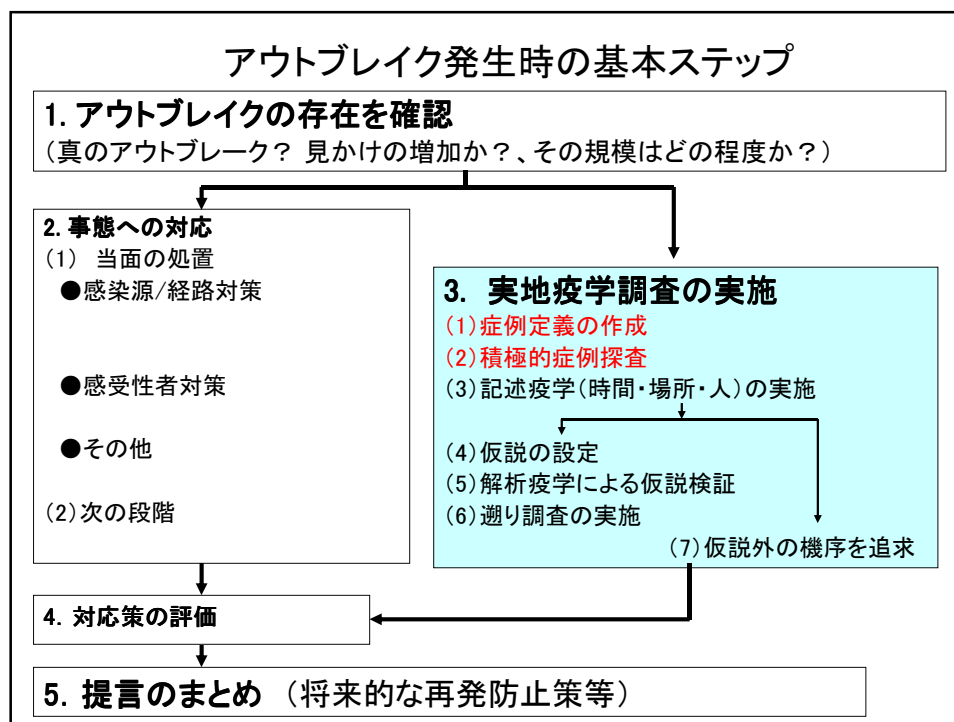 アウトブレイク発生時の基本ステップ
1. アウトブレイクの存在を確認
（真のアウトブレーク？ 見かけの増加か？、その規模はどの程度か？）
2. 事態への対応
(1) 当面の処置
●感染源/経路対策
●感受性者対策
●その他
(2)次の段階
3. 実地疫学調査の実施
(1)症例定義の作成
(2)積極的症例探査
(3)記述疫学(時間・場所・人)の実施
(4)仮説の設定
(5)解析疫学による仮説検証
(6)遡り調査の実施
(7)仮説外の機序を追求
4. 対応策の評価
5. 提言のまとめ （将来的な再発防止策等）